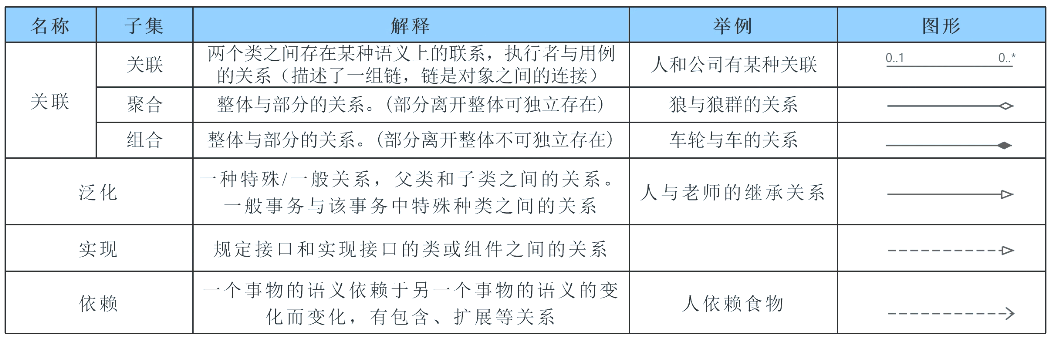 名称 子集 解释 举例 图形
关联 关联 两个类之间存在某种语义上的联系，执行者与用例
的关系（描述了一组链，链是对象之间的连接） 人和公司有某种关联 0..1 0..*
聚合 整体与部分的关系。(部分离开整体可独立存在) 狼与狼群的关系
组合 整体与部分的关系。(部分离开整体不可独立存在) 车轮与车的关系
泛化 一种特殊/一般关系，父类和子类之间的关系。
一般事务与该事务中特殊种类之间的关系 人与老师的继承关系
实现 规定接口和实现接口的类或组件之间的关系
依赖 一个事物的语义依赖于另一个事物的语义的变
化而变化，有包含、扩展等关系 人依赖食物